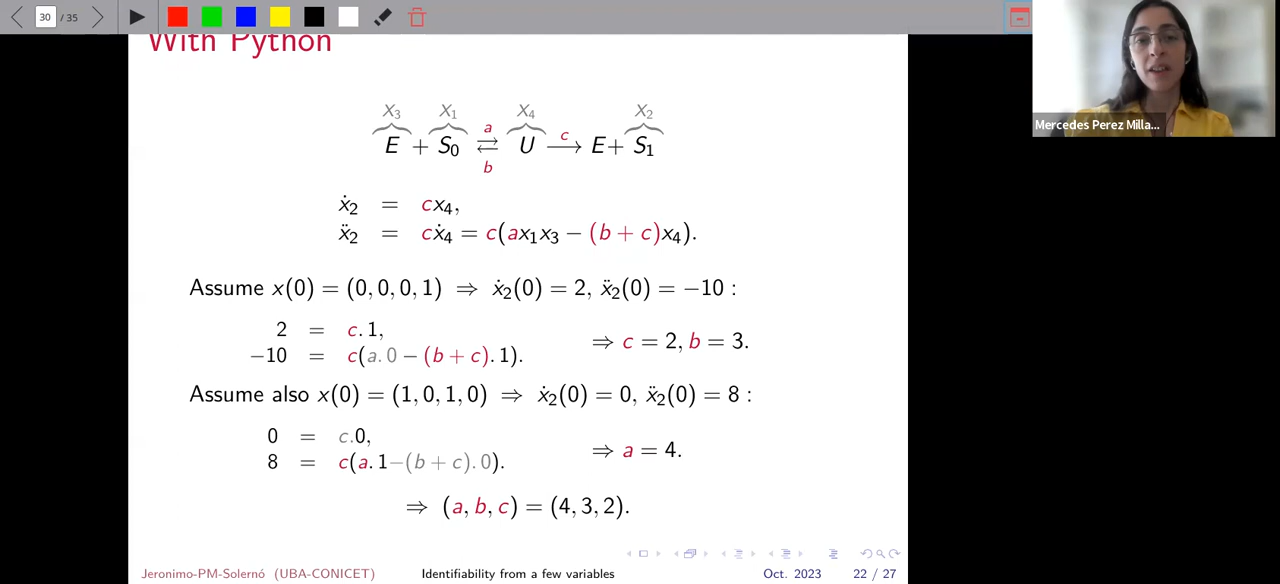 30 / 35
With Python
X3 X1 X4 X2
E + S0 a ⇄ b U c ⟶ E+ S1
ẋ2 = cx4,
ẍ2 = cẋ4 = c(ax1x3 − (b + c)x4).
Assume x(0) = (0, 0, 0, 1) ⇒ ẋ2(0) = 2, ẍ2(0) = −10 :
2 = c. 1,
−10 = c(a. 0 − (b + c). 1). ⇒ c = 2, b = 3.
Assume also x(0) = (1, 0, 1, 0) ⇒ ẋ2(0) = 0, ẍ2(0) = 8 :
0 = c.0,
8 = c(a. 1−(b + c). 0). ⇒ a = 4.
⇒ (a, b, c) = (4, 3, 2).
Jeronimo-PM-Solernó (UBA-CONICET) Identifiability from a few variables Oct. 2023 22 / 27
Mercedes Perez Milla...